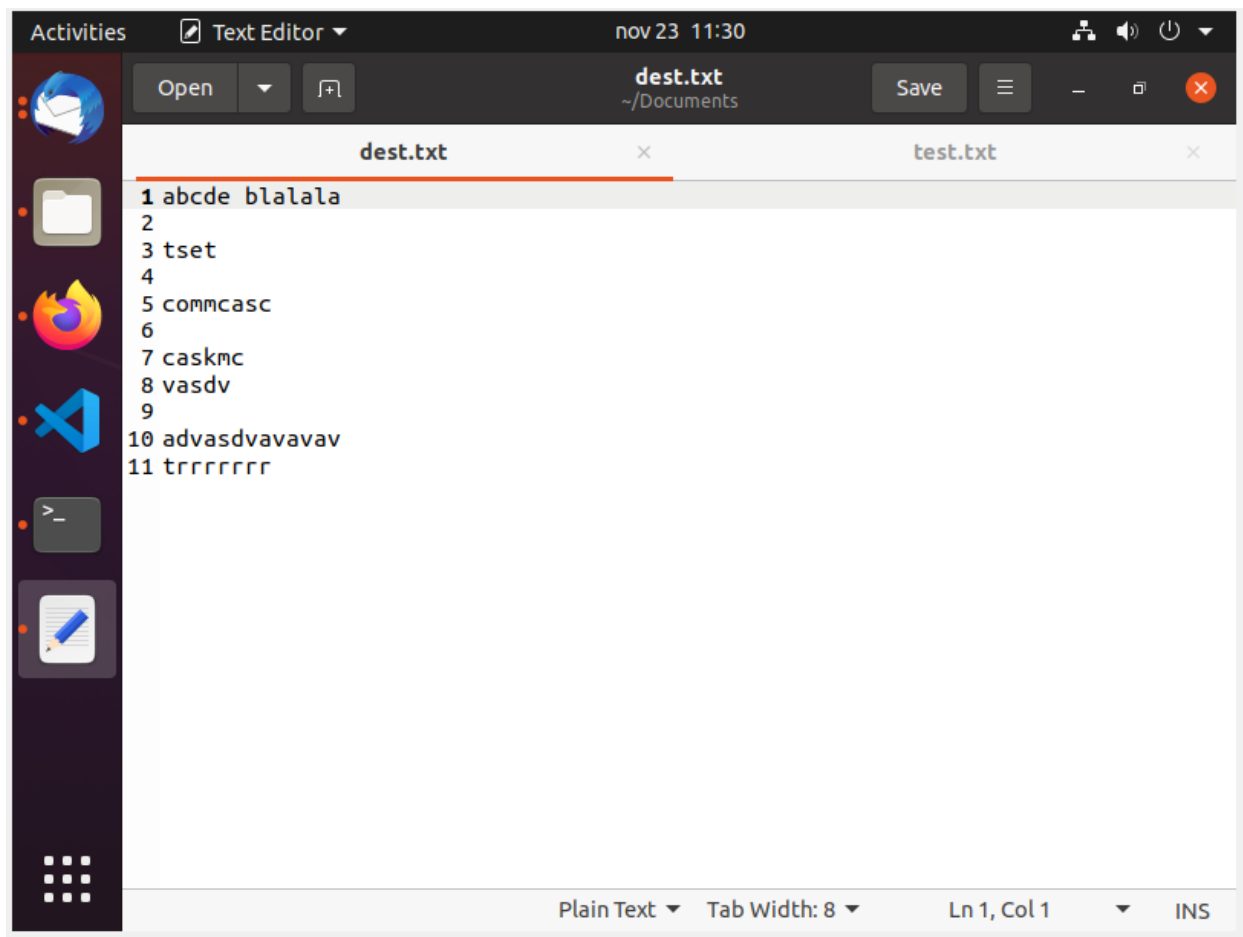 Activities Text Editor nov 23 11:30
Open dest.txt Save
~/Documents
dest.txt test.txt
1 abcde blalala
2
3 tset
4
5 commcasc
6
7 caskmc
8 vasdv
9
10 advasdvavavav
11 trrrrrrr
>_
Plain Text Tab Width: 8 Ln 1, Col 1 INS